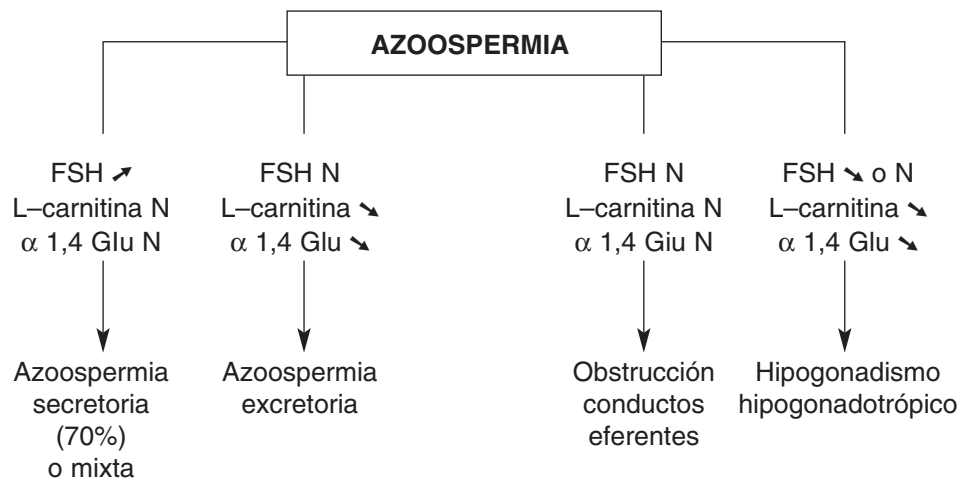 AZOOSPERMIA
FSH ➚
L–carnitina N
α 1,4 Glu N
Azoospermia
secretoria
(70%)
o mixta
FSH N
L–carnitina ➘
α 1,4 Glu ➘
Azoospermia
excretoria
FSH N
L–carnitina N
α 1,4 Giu N
Obstrucción
conductos
eferentes
FSH ➘ o N
L–carnitina ➘
α 1,4 Glu ➘
Hipogonadismo
hipogonadotrópico